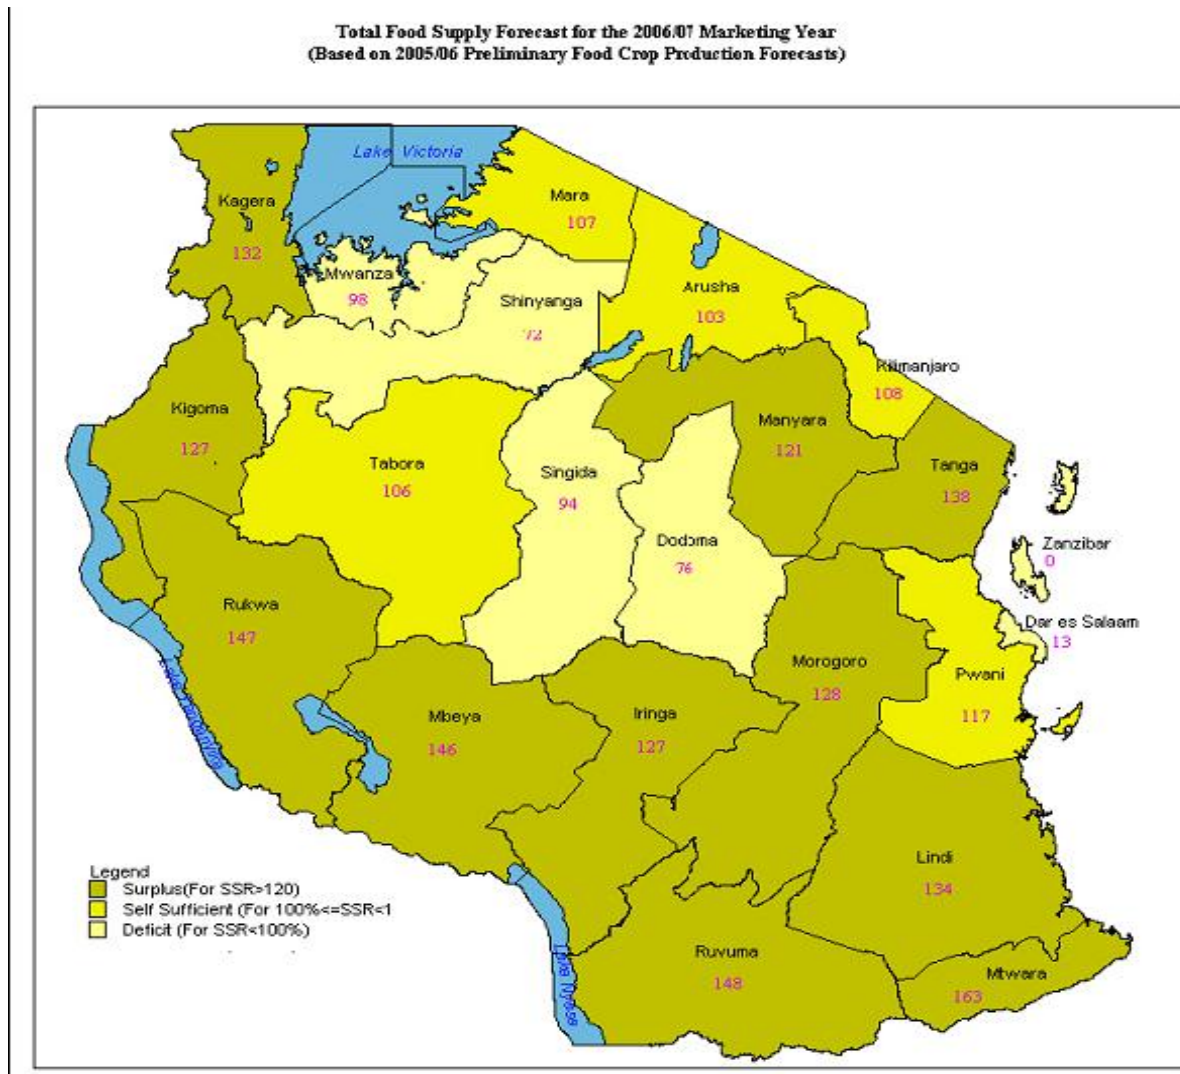 Total Food Supply Forecast for the 2006/07 Marketing Year
(Based on 2005/06 Preliminary Food Crop Production Forecasts)
Lake Victoria
Kagera
132
Mara
107
Mwanza
98
Shinyanga
72
Arusha
103
Kilimanjaro
108
Kigoma
127
Tabora
106
Singida
94
Manyara
121
Tanga
138
Dodoma
76
Zanzibar
0
Dar es Salaam
13
Rukwa
147
Lake Tanganyika
Mbeya
146
Iringa
127
Morogoro
128
Pwani
117
Lindi
134
Ruvuma
148
Mtwara
163
Lake Nyasa
Legend
Surplus(For SSR>120)
Self Sufficient (For 100%<=SSR<1
Deficit (For SSR<100%)